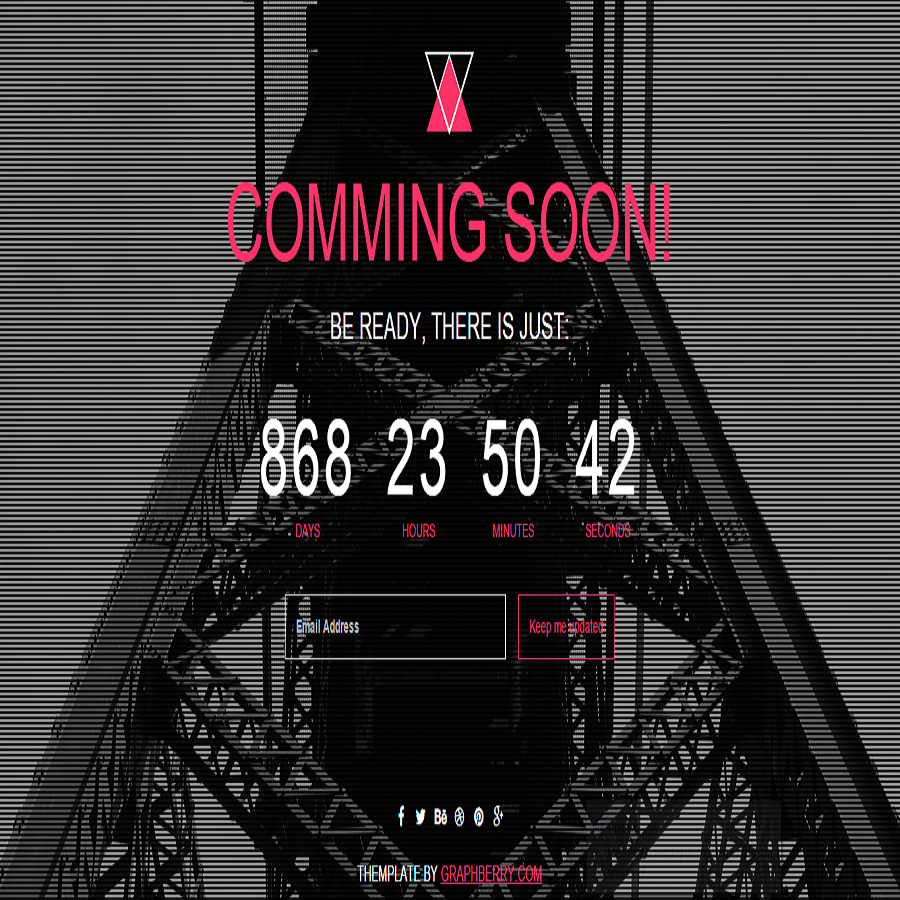 COMMING SOON!
BE READY, THERE IS JUST:
868 23 50 42
DAYS HOURS MINUTES SECONDS
Email Address Keep me updated
Bē
THEMPLATE BY GRAPHBERRY.COM